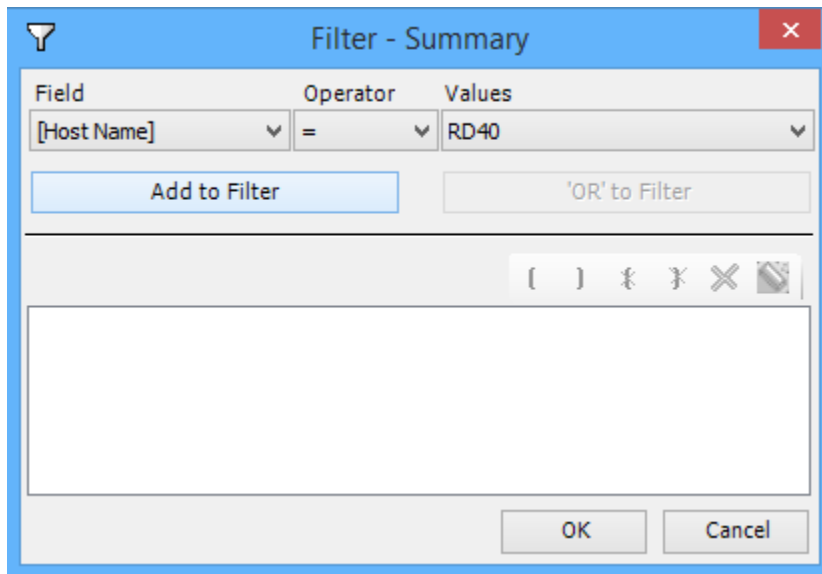 Filter - Summary
Field Operator Values
[Host Name] = RD40
Add to Filter 'OR' to Filter
( )
OK Cancel